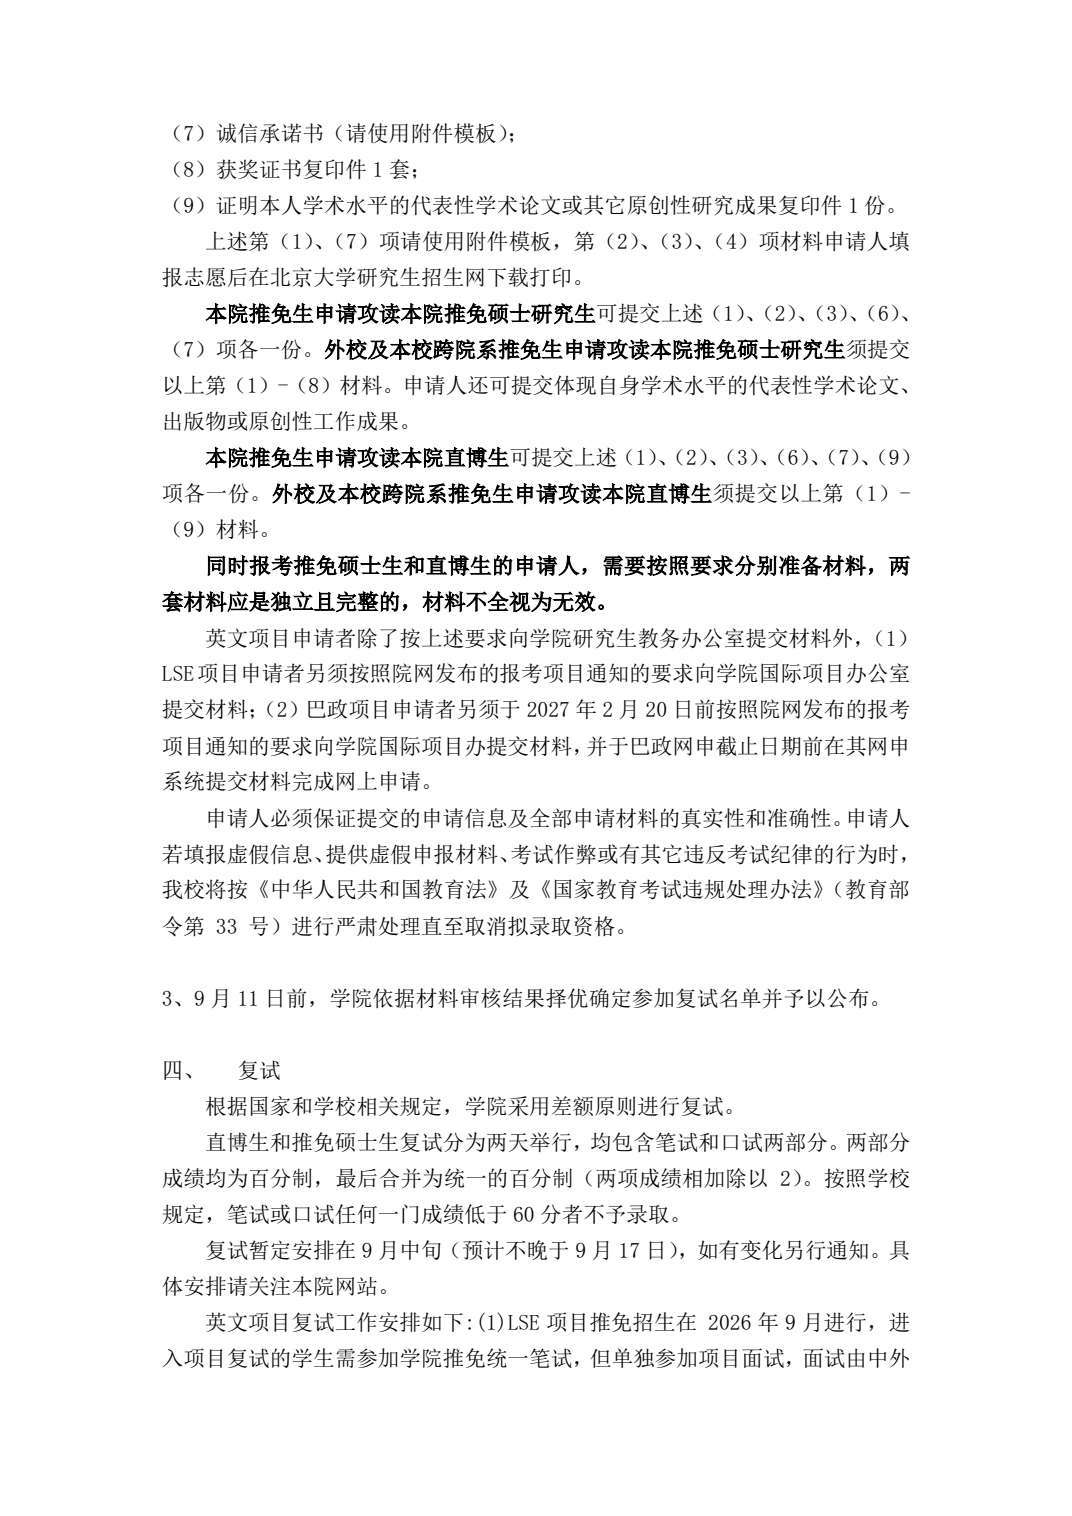 （7）诚信承诺书（请使用附件模板）；
（8）获奖证书复印件 1 套；
（9）证明本人学术水平的代表性学术论文或其它原创性研究成果复印件 1 份。
上述第（1）、（7）项请使用附件模板，第（2）、（3）、（4）项材料申请人填
报志愿后在北京大学研究生招生网下载打印。
本院推免生申请攻读本院推免硕士研究生可提交上述（1）、（2）、（3）、（6）、
（7）项各一份。外校及本校跨院系推免生申请攻读本院推免硕士研究生须提交
以上第（1）-（8）材料。申请人还可提交体现自身学术水平的代表性学术论文、
出版物或原创性工作成果。
本院推免生申请攻读本院直博生可提交上述（1）、（2）、（3）、（6）、（7）、（9）
项各一份。外校及本校跨院系推免生申请攻读本院直博生须提交以上第（1）-
（9）材料。
同时报考推免硕士生和直博生的申请人，需要按照要求分别准备材料，两
套材料应是独立且完整的，材料不全视为无效。
英文项目申请者除了按上述要求向学院研究生教务办公室提交材料外，（1）
LSE项目申请者另须按照院网发布的报考项目通知的要求向学院国际项目办公室
提交材料；（2）巴政项目申请者另须于 2027 年 2 月 20 日前按照院网发布的报考
项目通知的要求向学院国际项目办提交材料，并于巴政网申截止日期前在其网申
系统提交材料完成网上申请。
申请人必须保证提交的申请信息及全部申请材料的真实性和准确性。申请人
若填报虚假信息、提供虚假申报材料、考试作弊或有其它违反考试纪律的行为时，
我校将按《中华人民共和国教育法》及《国家教育考试违规处理办法》（教育部
令第 33 号）进行严肃处理直至取消拟录取资格。
3、9 月 11 日前，学院依据材料审核结果择优确定参加复试名单并予以公布。
四、 复试
根据国家和学校相关规定，学院采用差额原则进行复试。
直博生和推免硕士生复试分为两天举行，均包含笔试和口试两部分。两部分
成绩均为百分制，最后合并为统一的百分制（两项成绩相加除以 2）。按照学校
规定，笔试或口试任何一门成绩低于 60 分者不予录取。
复试暂定安排在 9 月中旬（预计不晚于 9 月 17 日），如有变化另行通知。具
体安排请关注本院网站。
英文项目复试工作安排如下：(1)LSE 项目推免招生在 2026 年 9 月进行，进
入项目复试的学生需参加学院推免统一笔试，但单独参加项目面试，面试由中外